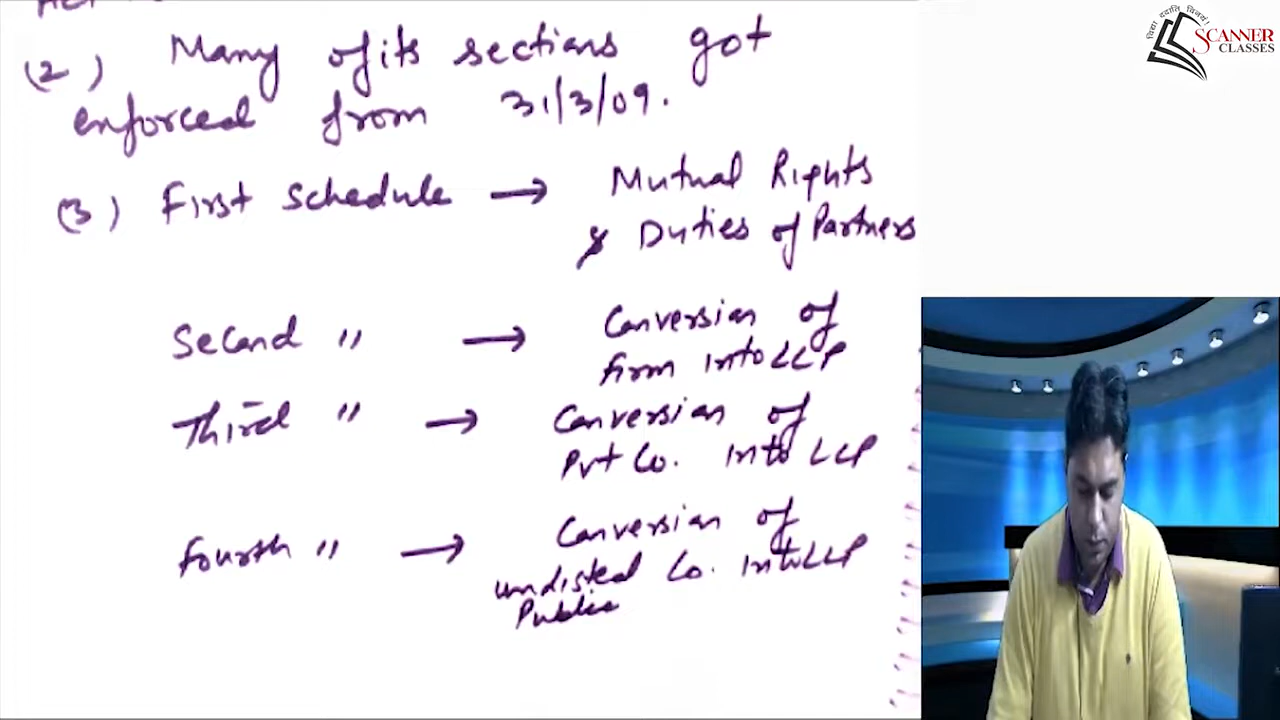 (2) Many of its sections got
enforced from 31/3/09.
(3) First Schedule → Mutual Rights
& Duties of Partners
Second " → Conversion of
firm into LLP
Third " → Conversion of
Pvt Co. into LLP
Fourth " → Conversion of
unlisted Co. into LLP
Public
विद्या ददाति विनयं।
SCANNER
CLASSES